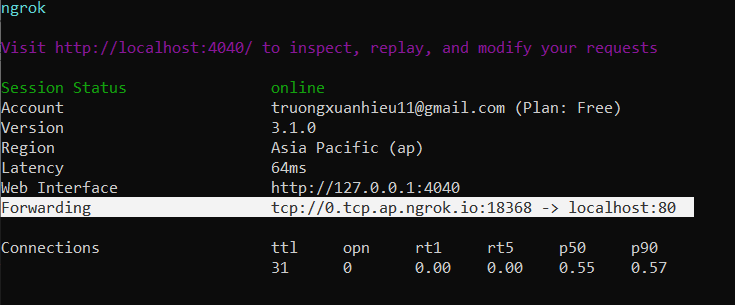 ngrok
Visit http://localhost:4040/ to inspect, replay, and modify your requests
Session Status online
Account truongxuanhieu11@gmail.com (Plan: Free)
Version 3.1.0
Region Asia Pacific (ap)
Latency 64ms
Web Interface http://127.0.0.1:4040
Forwarding tcp://0.tcp.ap.ngrok.io:18368 -> localhost:80
Connections ttl opn rt1 rt5 p50 p90
31 0 0.00 0.00 0.55 0.57